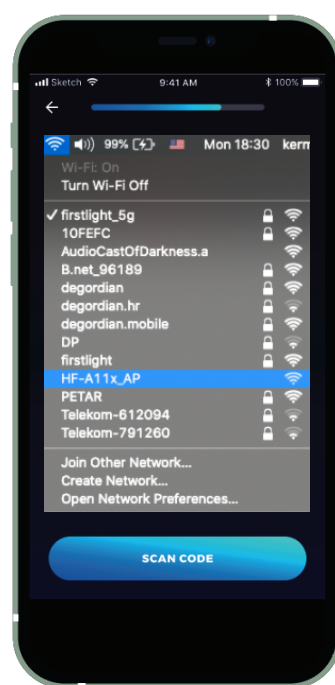 Sketch 9:41 AM 100%
99% Mon 18:30 kerm
Wi-Fi: On
Turn Wi-Fi Off
✓ firstlight_5g
10FEFC
AudioCastOfDarkness.a
B.net_96189
degordian
degordian.hr
degordian.mobile
DP
firstlight
HF-A11x_AP
PETAR
Telekom-612094
Telekom-791260
Join Other Network...
Create Network...
Open Network Preferences...
SCAN CODE